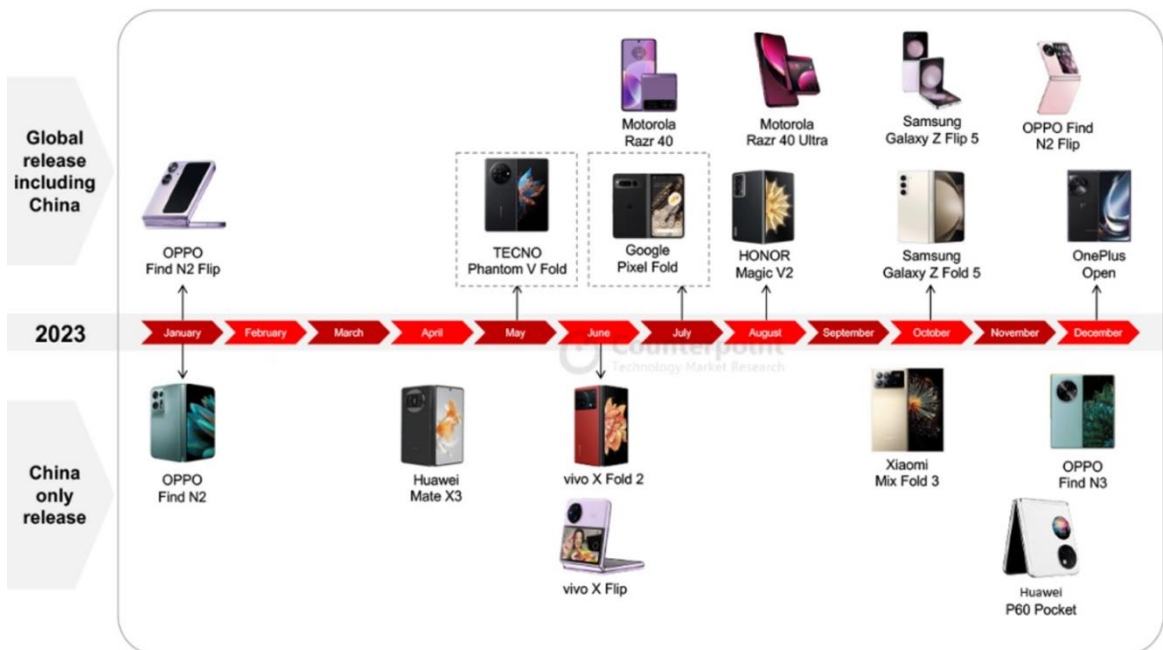 Global
release
including
China
Motorola
Razr 40
Motorola
Razr 40 Ultra
Samsung
Galaxy Z Flip 5
OPPO Find
N2 Flip
OPPO
Find N2 Flip
TECNO
Phantom V Fold
Google
Pixel Fold
HONOR
Magic V2
Samsung
Galaxy Z Fold 5
OnePlus
Open
2023
January
February
March
April
May
June
July
August
September
October
November
December
Counterpoint
Technology Market Research
China
only
release
OPPO
Find N2
Huawei
Mate X3
vivo X Fold 2
Xiaomi
Mix Fold 3
OPPO
Find N3
vivo X Flip
Huawei
P60 Pocket